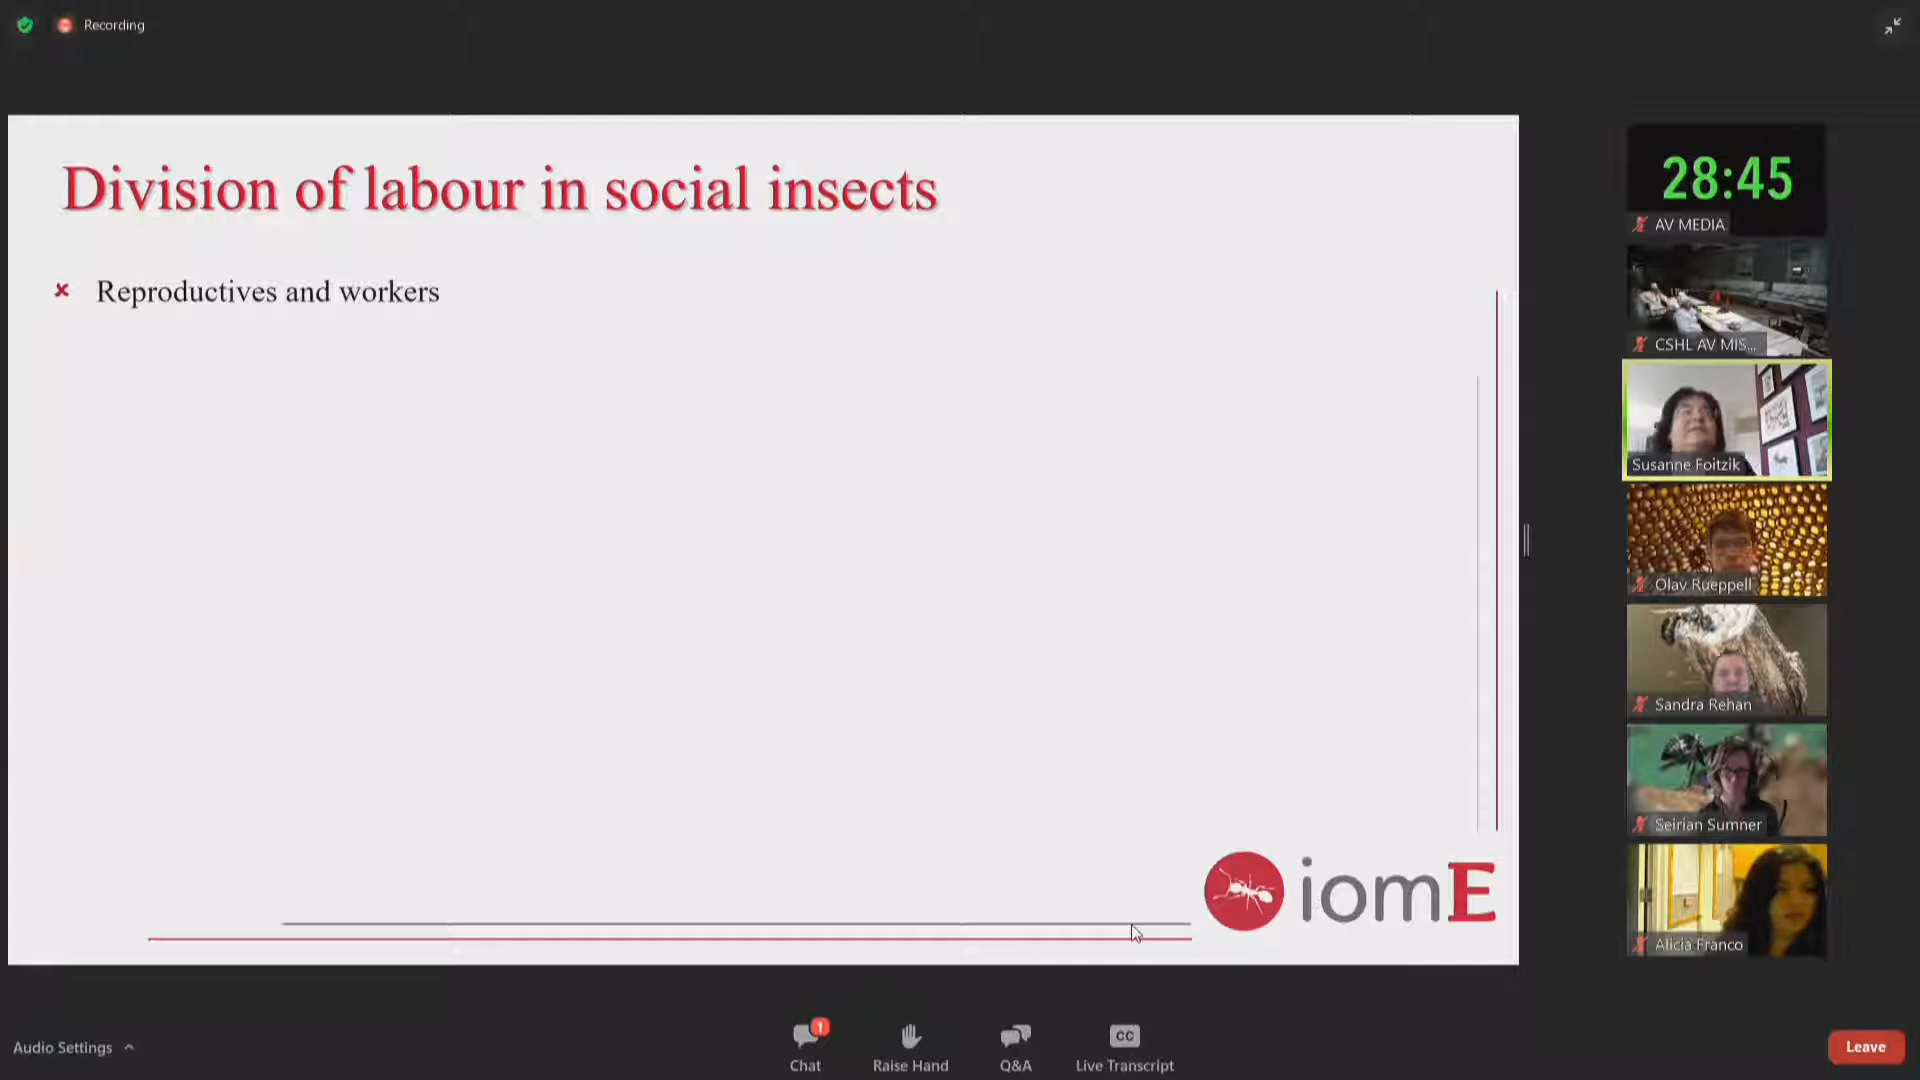 Recording
Division of labour in social insects
Reproductives and workers
iomE
28:45
AV MEDIA
CSHL AV MIS...
Susanne Foitzik
Olav Rueppell
Sandra Rehan
Seirian Sumner
Alicia Franco
Audio Settings
1
Chat
Raise Hand
Q&A
CC
Live Transcript
Leave